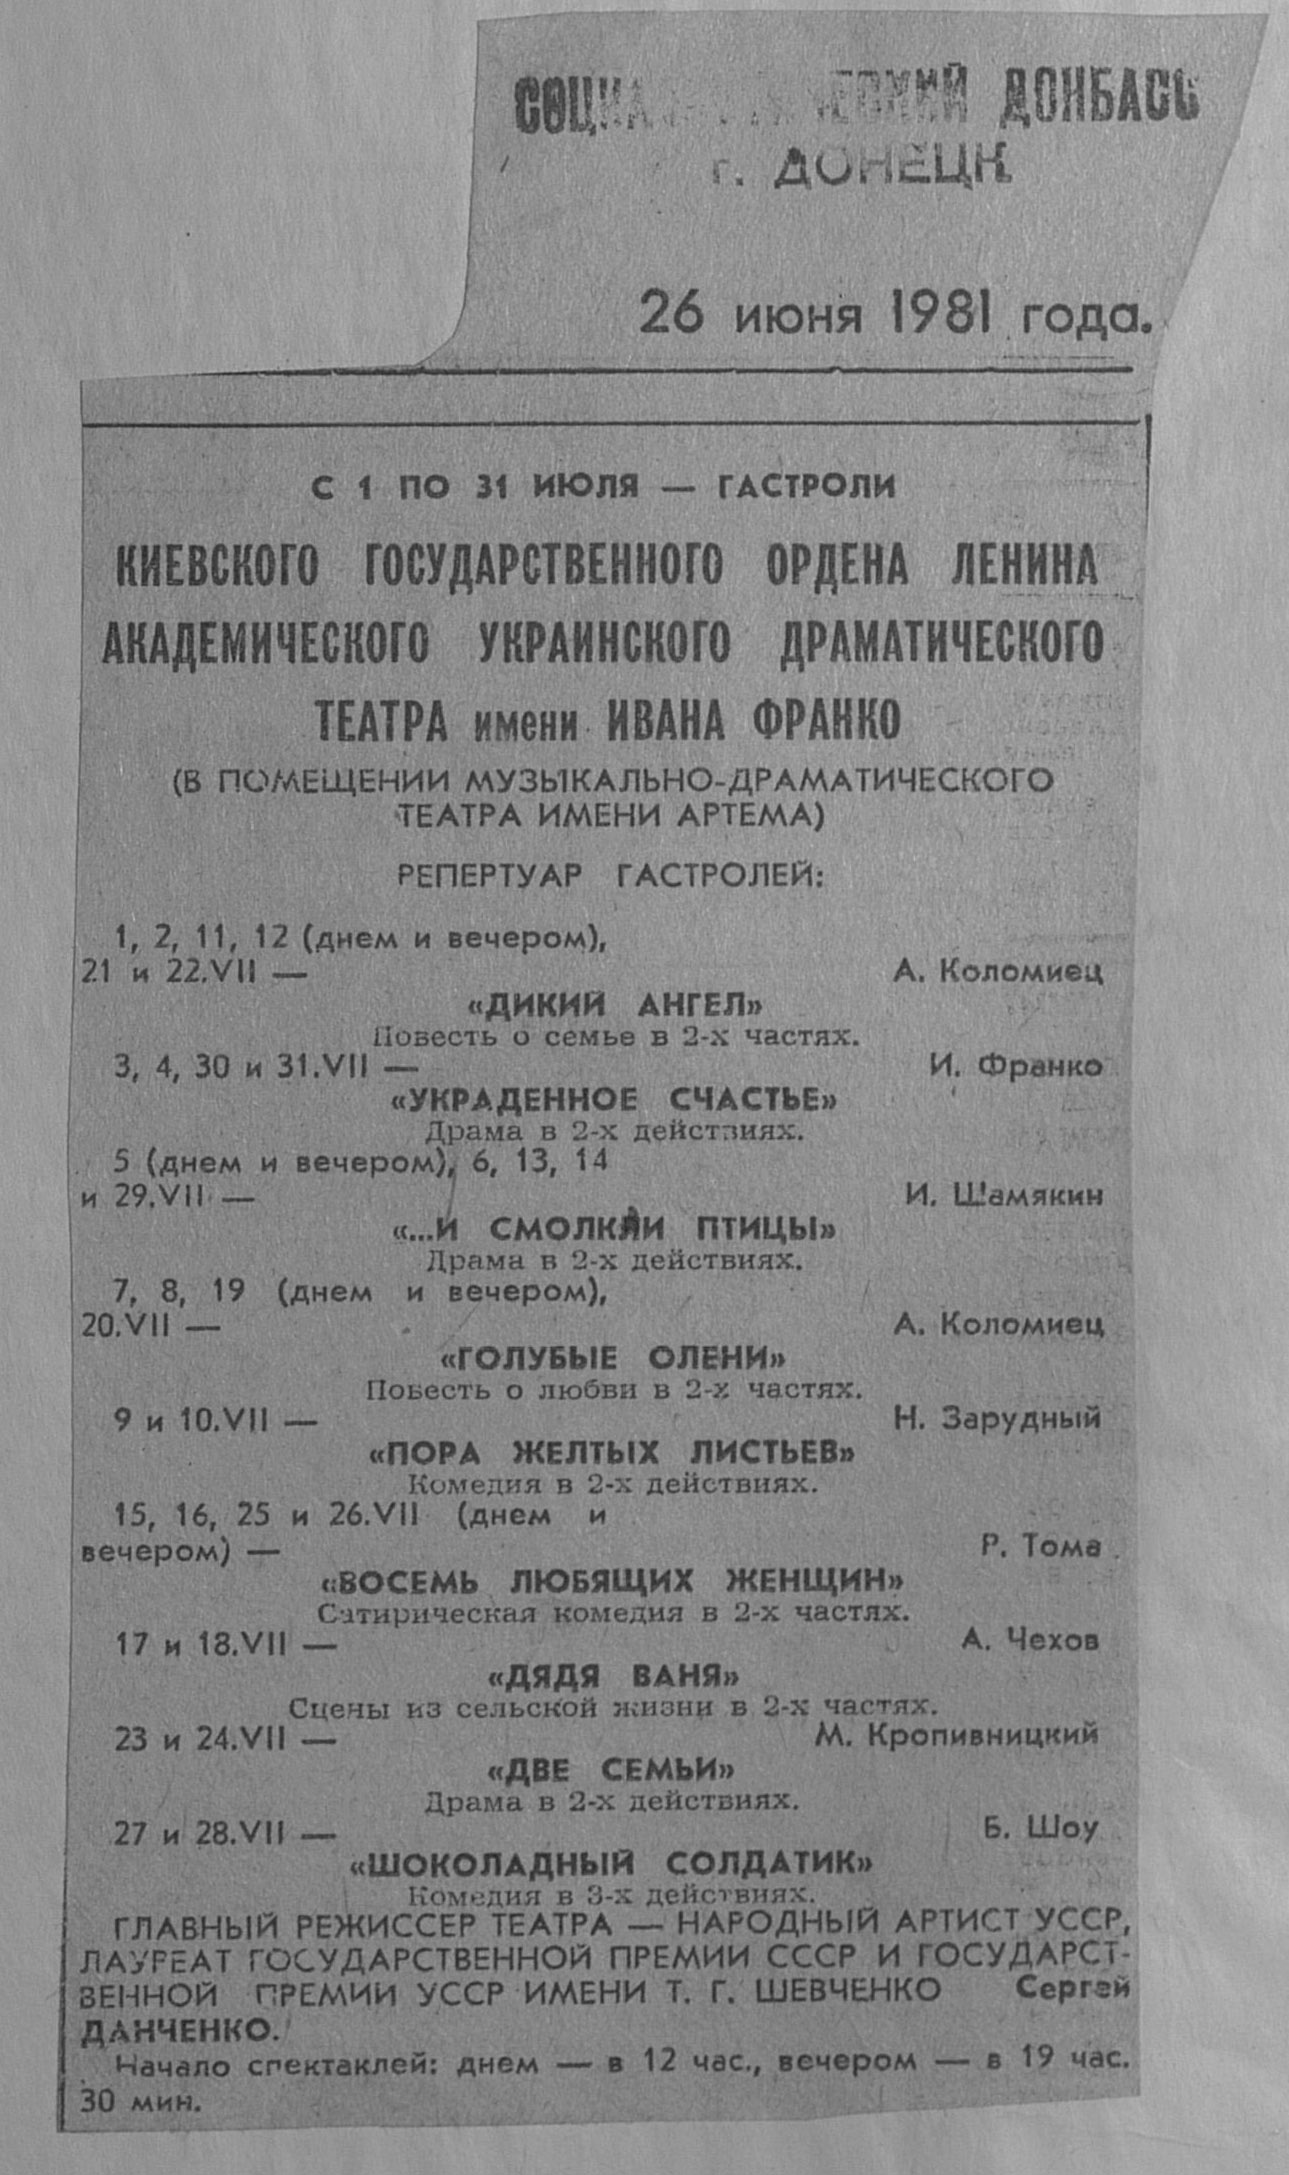 СОЦИАЛИСТИЧЕСКИЙ ДОНБАСС
г. ДОНЕЦК
26 июня 1981 года.
С 1 ПО 31 ИЮЛЯ — ГАСТРОЛИ
КИЕВСКОГО ГОСУДАРСТВЕННОГО ОРДЕНА ЛЕНИНА
АКАДЕМИЧЕСКОГО УКРАИНСКОГО ДРАМАТИЧЕСКОГО
ТЕАТРА имени ИВАНА ФРАНКО
(В ПОМЕЩЕНИИ МУЗЫКАЛЬНО-ДРАМАТИЧЕСКОГО
ТЕАТРА ИМЕНИ АРТЕМА)
РЕПЕРТУАР ГАСТРОЛЕЙ:
1, 2, 11, 12 (днем и вечером),
21 и 22.VII — А. Коломиец
«ДИКИЙ АНГЕЛ»
Повесть о семье в 2-х частях.
3, 4, 30 и 31.VII — И. Франко
«УКРАДЕННОЕ СЧАСТЬЕ»
Драма в 2-х действиях.
5 (днем и вечером), 6, 13, 14
и 29.VII — И. Шамякин
«...И СМОЛКЛИ ПТИЦЫ»
Драма в 2-х действиях.
7, 8, 19 (днем и вечером),
20.VII — А. Коломиец
«ГОЛУБЫЕ ОЛЕНИ»
Повесть о любви в 2-х частях.
9 и 10.VII — Н. Зарудный
«ПОРА ЖЕЛТЫХ ЛИСТЬЕВ»
Комедия в 2-х действиях.
15, 16, 25 и 26.VII (днем и
вечером) — Р. Тома
«ВОСЕМЬ ЛЮБЯЩИХ ЖЕНЩИН»
Сатирическая комедия в 2-х частях.
17 и 18.VII — А. Чехов
«ДЯДЯ ВАНЯ»
Сцены из сельской жизни в 2-х частях.
23 и 24.VII — М. Кропивницкий
«ДВЕ СЕМЬИ»
Драма в 2-х действиях.
27 и 28.VII — Б. Шоу
«ШОКОЛАДНЫЙ СОЛДАТИК»
Комедия в 3-х действиях.
ГЛАВНЫЙ РЕЖИССЕР ТЕАТРА — НАРОДНЫЙ АРТИСТ УССР,
ЛАУРЕАТ ГОСУДАРСТВЕННОЙ ПРЕМИИ СССР И ГОСУДАРСТ-
ВЕННОЙ ПРЕМИИ УССР ИМЕНИ Т. Г. ШЕВЧЕНКО Сергей
ДАНЧЕНКО.
Начало спектаклей: днем — в 12 час., вечером — в 19 час.
30 мин.